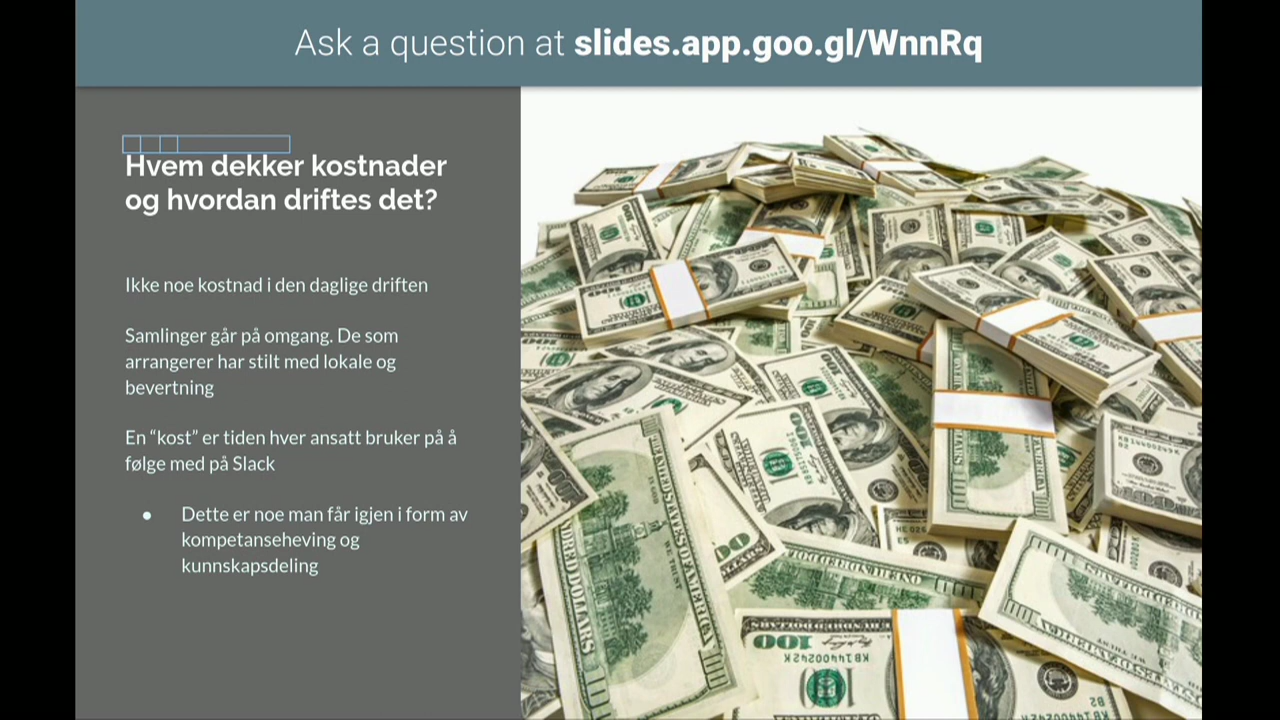 Ask a question at slides.app.goo.gl/WnnRq
Hvem dekker kostnader
og hvordan driftes det?
Ikke noe kostnad i den daglige driften
Samlinger går på omgang. De som
arrangerer har stilt med lokale og
bevertning
En “kost” er tiden hver ansatt bruker på å
følge med på Slack
● Dette er noe man får igjen i form av
kompetanseheving og
kunnskapsdeling
100
KB14400242K
B2